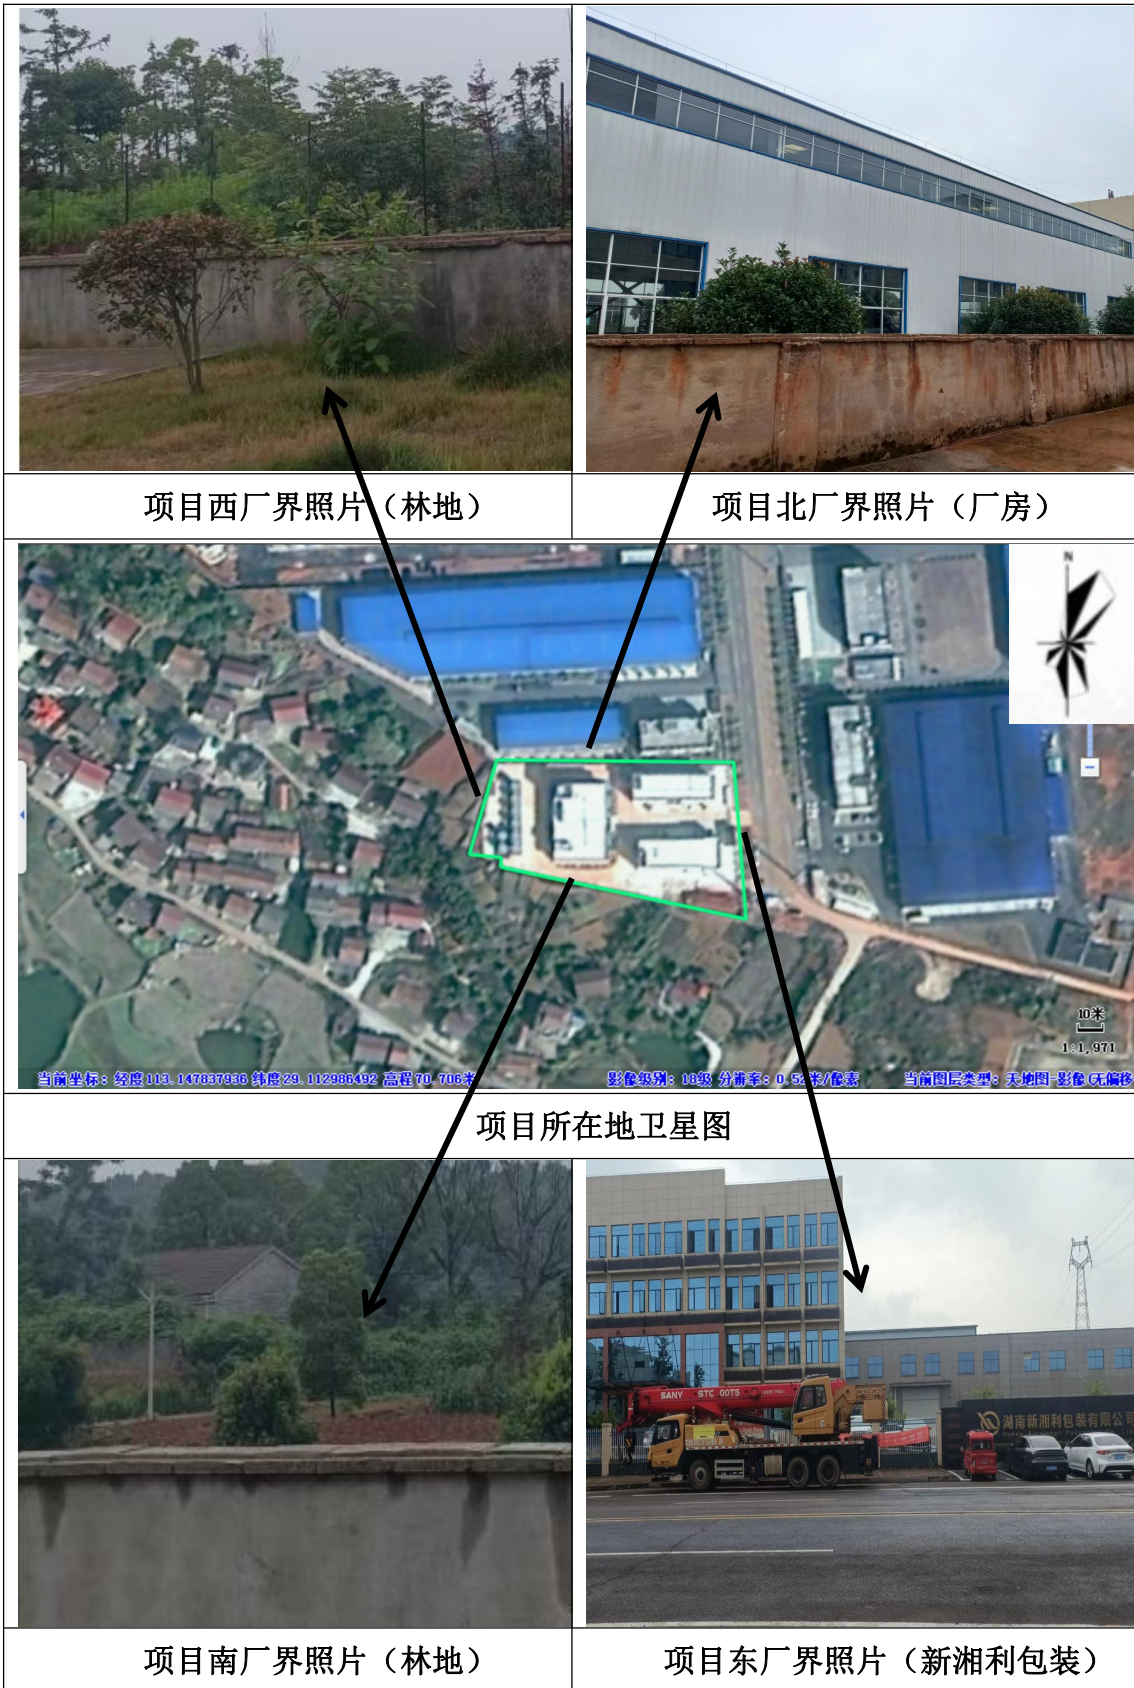 项目西厂界照片（林地）
项目北厂界照片（厂房）
N
10米
1:1,971
当前坐标：经度113.147837936 纬度29.112986492 高程70.706米
影像级别：18级 分辨率：0.52米/像素
当前图层类型：天地图-影像(无偏移
项目所在地卫星图
SANY STC 00T5
湖南新湘利包装有限公司
项目南厂界照片（林地）
项目东厂界照片（新湘利包装）